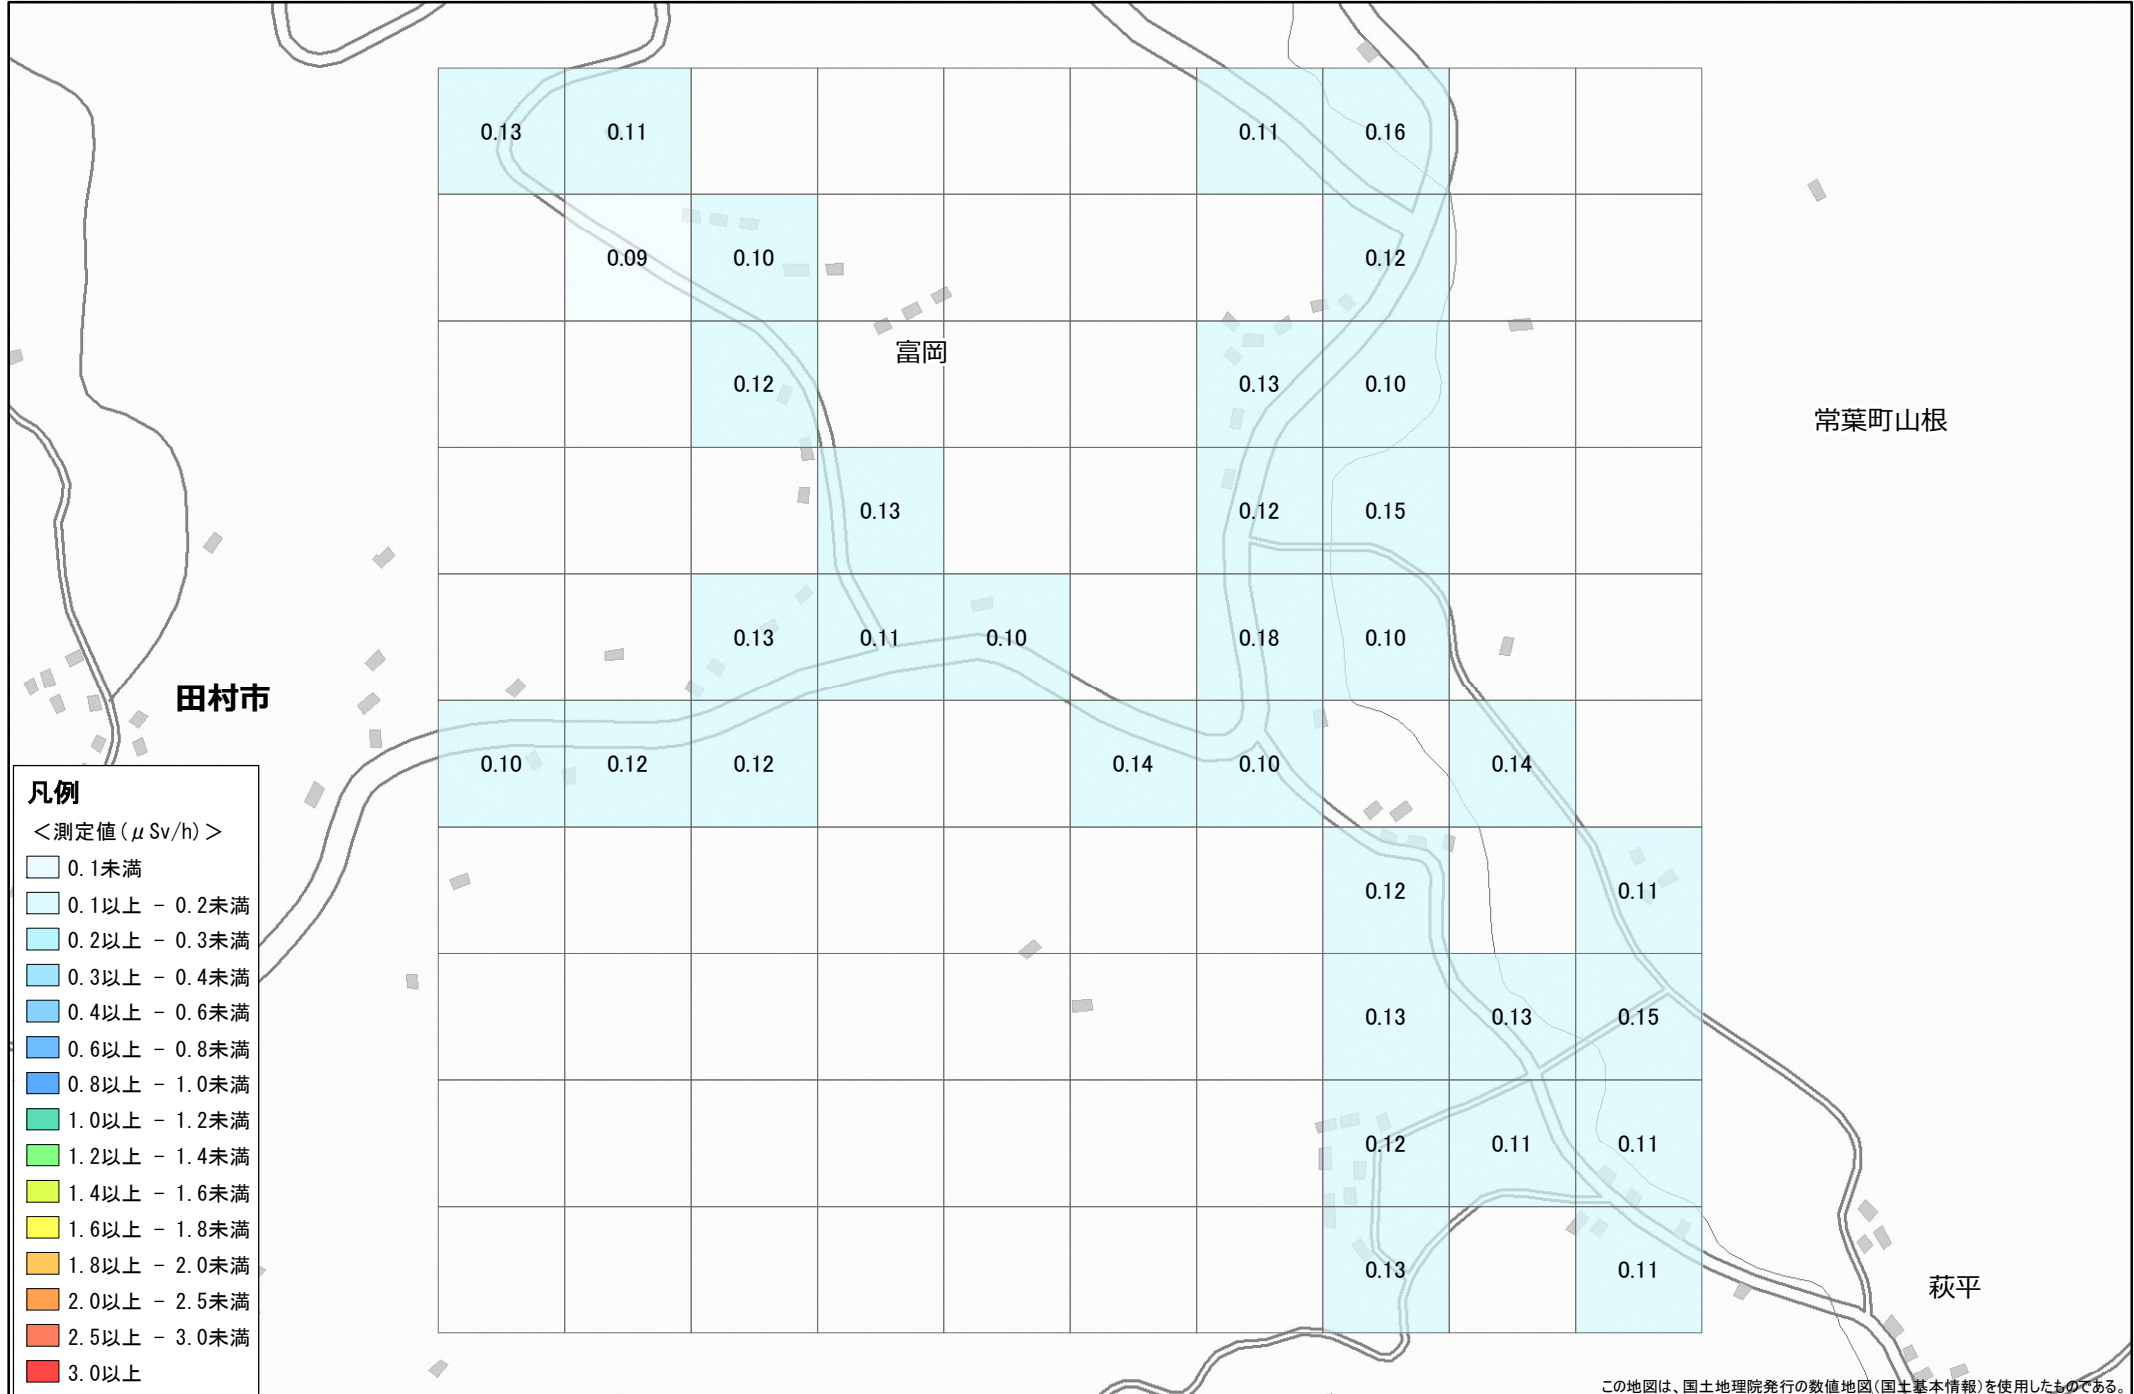 0.13 0.11 0.11 0.16
0.09 0.10 0.12
富岡
0.12 0.13 0.10
常葉町山根
0.13 0.12 0.15
0.13 0.11 0.10 0.18 0.10
田村市
0.10 0.12 0.12 0.14 0.10 0.14
0.12 0.11
0.13 0.13 0.15
0.12 0.11 0.11
0.13 0.11
萩平
凡例
＜測定値(μSv/h)＞
0.1未満
0.1以上 - 0.2未満
0.2以上 - 0.3未満
0.3以上 - 0.4未満
0.4以上 - 0.6未満
0.6以上 - 0.8未満
0.8以上 - 1.0未満
1.0以上 - 1.2未満
1.2以上 - 1.4未満
1.4以上 - 1.6未満
1.6以上 - 1.8未満
1.8以上 - 2.0未満
2.0以上 - 2.5未満
2.5以上 - 3.0未満
3.0以上
この地図は、国土地理院発行の数値地図(国土基本情報)を使用したものである。